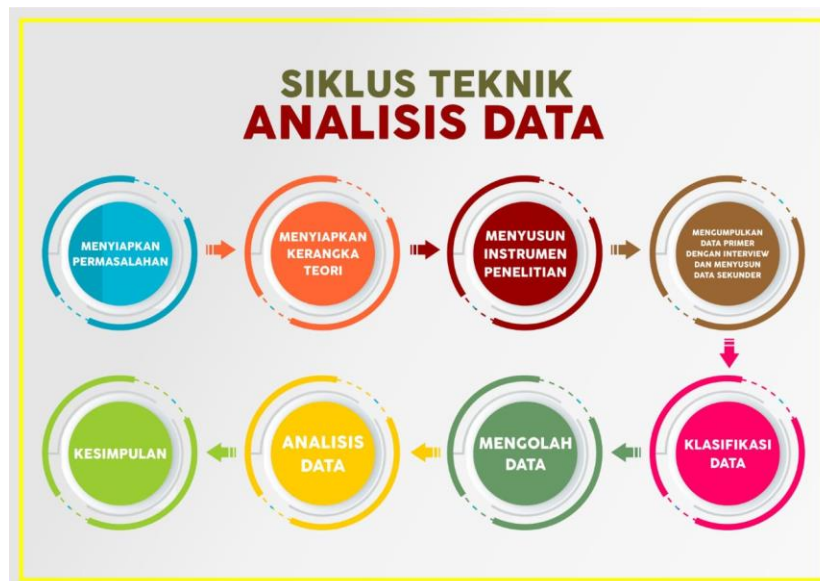 SIKLUS TEKNIK
ANALISIS DATA
MENYIAPKAN
PERMASALAHAN
MENYIAPKAN
KERANGKA
TEORI
MENYUSUN
INSTRUMEN
PENELITIAN
MENGUMPULKAN
DATA PRIMER
DENGAN INTERVIEW
DAN MENYUSUN
DATA SEKUNDER
KLASIFIKASI
DATA
MENGOLAH
DATA
ANALISIS
DATA
KESIMPULAN